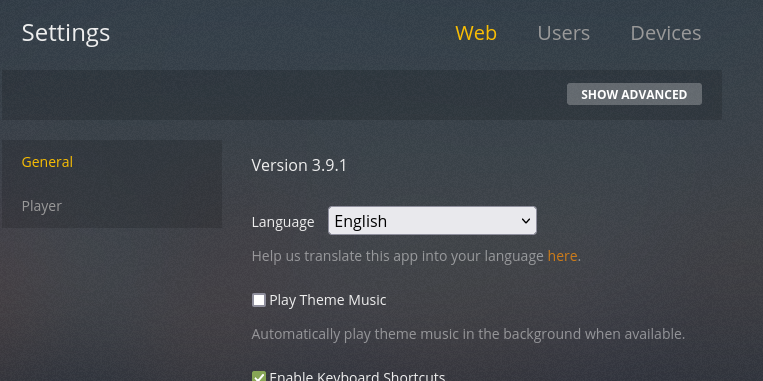 Settings
Web Users Devices
SHOW ADVANCED
General
Player
Version 3.9.1
Language English
Help us translate this app into your language here.
Play Theme Music
Automatically play theme music in the background when available.
Enable Keyboard Shortcuts